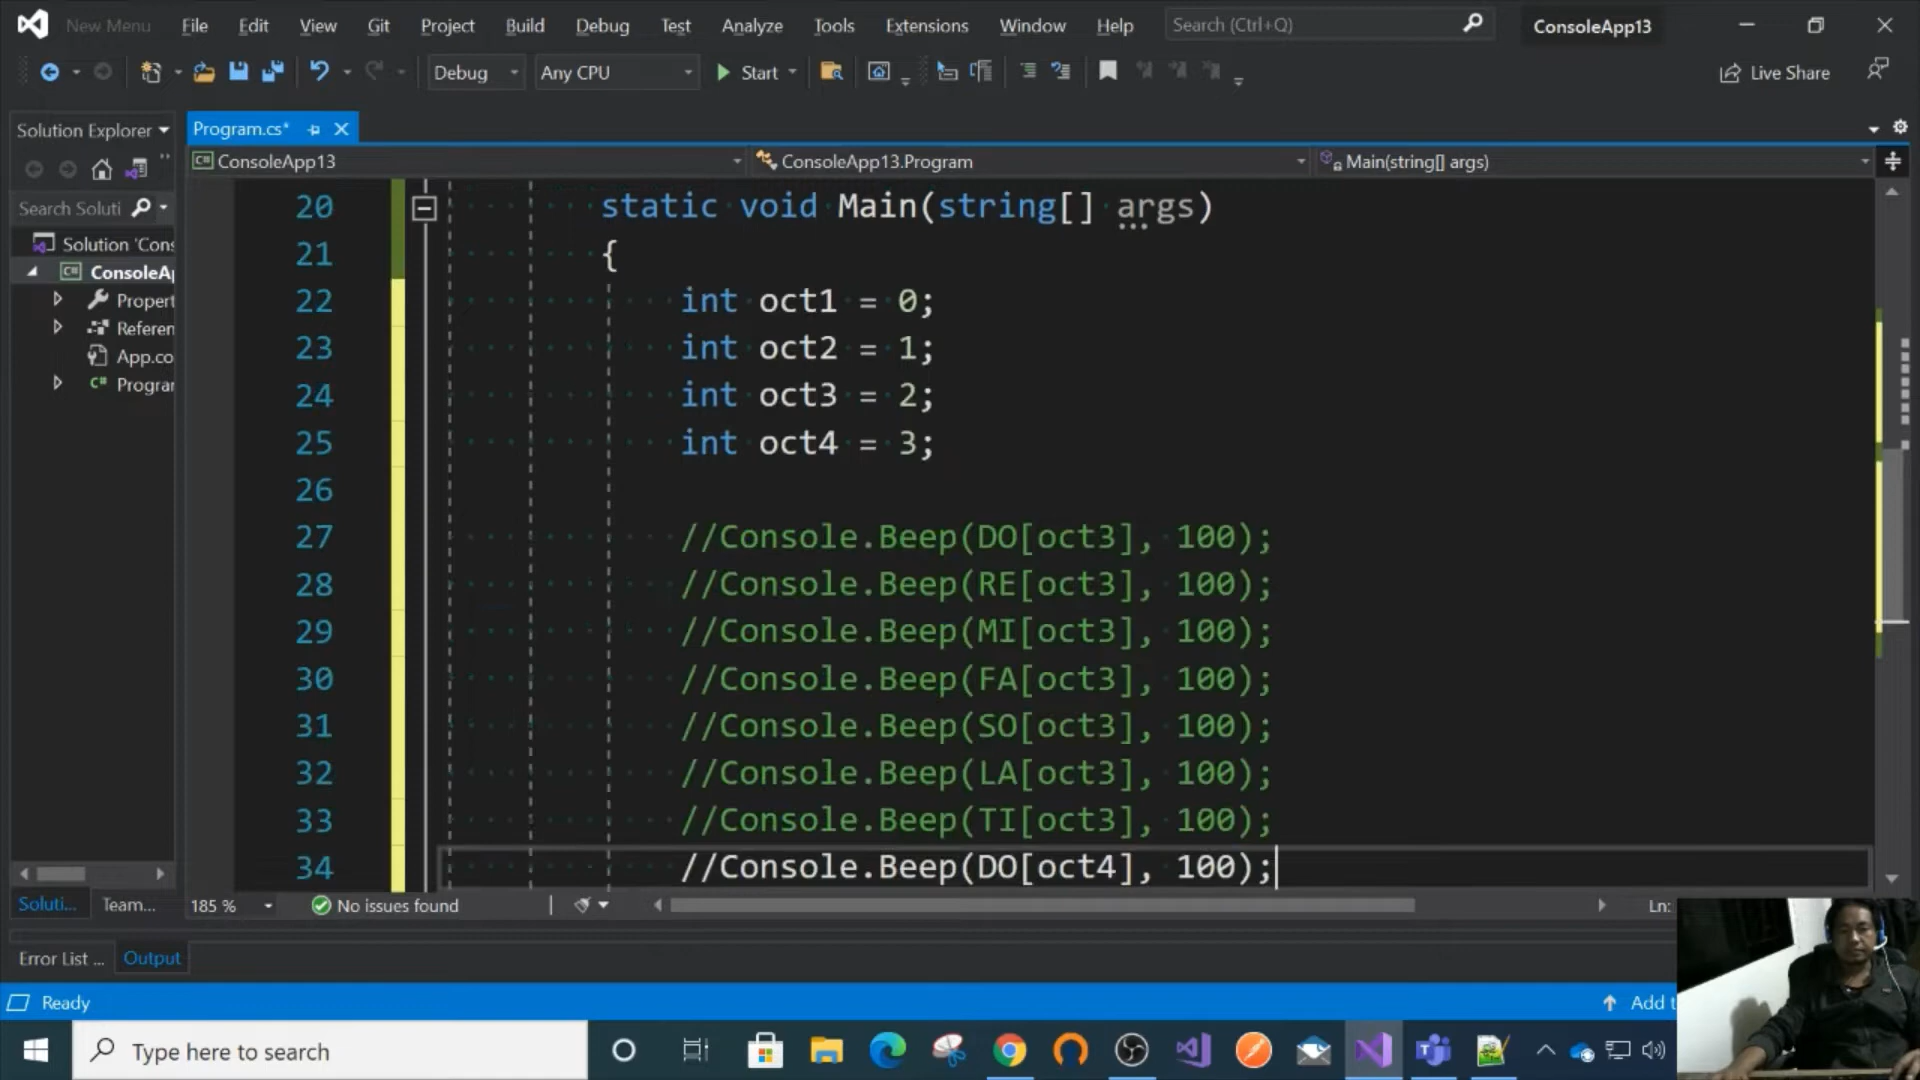 New Menu File Edit View Git Project Build Debug Test Analyze Tools Extensions Window Help Search (Ctrl+Q) ConsoleApp13
Debug Any CPU Start Live Share
Solution Explorer Program.cs*
ConsoleApp13 ConsoleApp13.Program Main(string[] args)
Search Soluti
Solution 'Cons
ConsoleAp
Propert
Referen
App.co
Program
20 static void Main(string[] args)
21 {
22 int oct1 = 0;
23 int oct2 = 1;
24 int oct3 = 2;
25 int oct4 = 3;
26
27 //Console.Beep(DO[oct3], 100);
28 //Console.Beep(RE[oct3], 100);
29 //Console.Beep(MI[oct3], 100);
30 //Console.Beep(FA[oct3], 100);
31 //Console.Beep(SO[oct3], 100);
32 //Console.Beep(LA[oct3], 100);
33 //Console.Beep(TI[oct3], 100);
34 //Console.Beep(DO[oct4], 100);
Soluti... Team... 185 % No issues found Ln:
Error List ... Output
Ready Add t
Type here to search